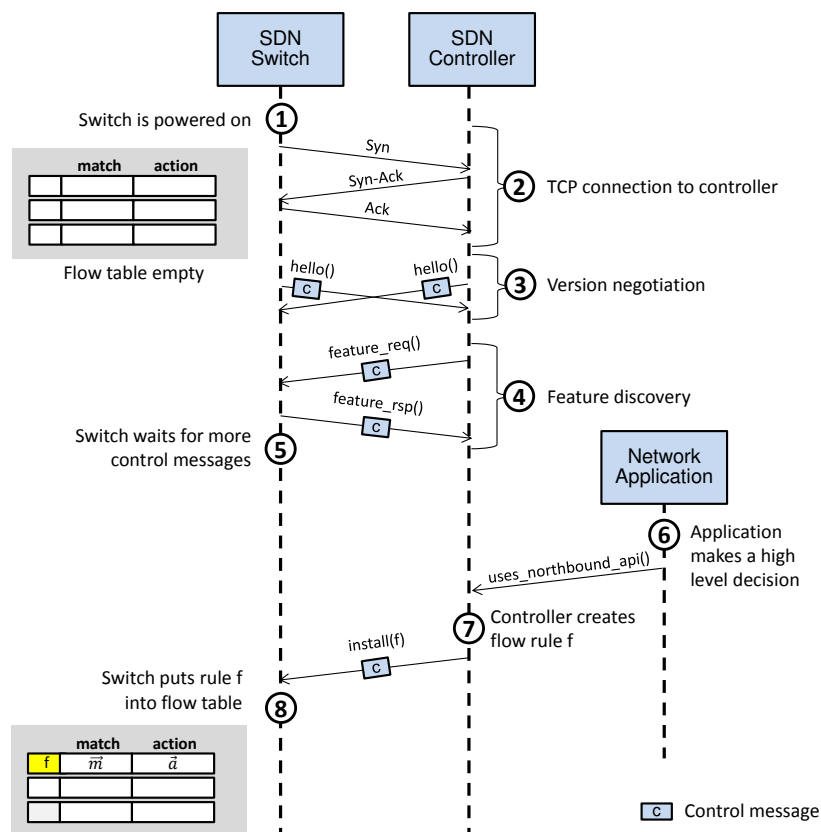 SDN
Switch
SDN
Controller
Switch is powered on
1
Syn
match action
Syn-Ack
2 TCP connection to controller
Ack
Flow table empty
hello()
hello()
C
C
3 Version negotiation
feature_req()
C
4 Feature discovery
feature_rsp()
C
Switch waits for more
control messages
5
Network
Application
6 Application
makes a high
level decision
uses_northbound_api()
7 Controller creates
flow rule f
install(f)
C
Switch puts rule f
into flow table
8
match action
f m⃗ a⃗
C Control message